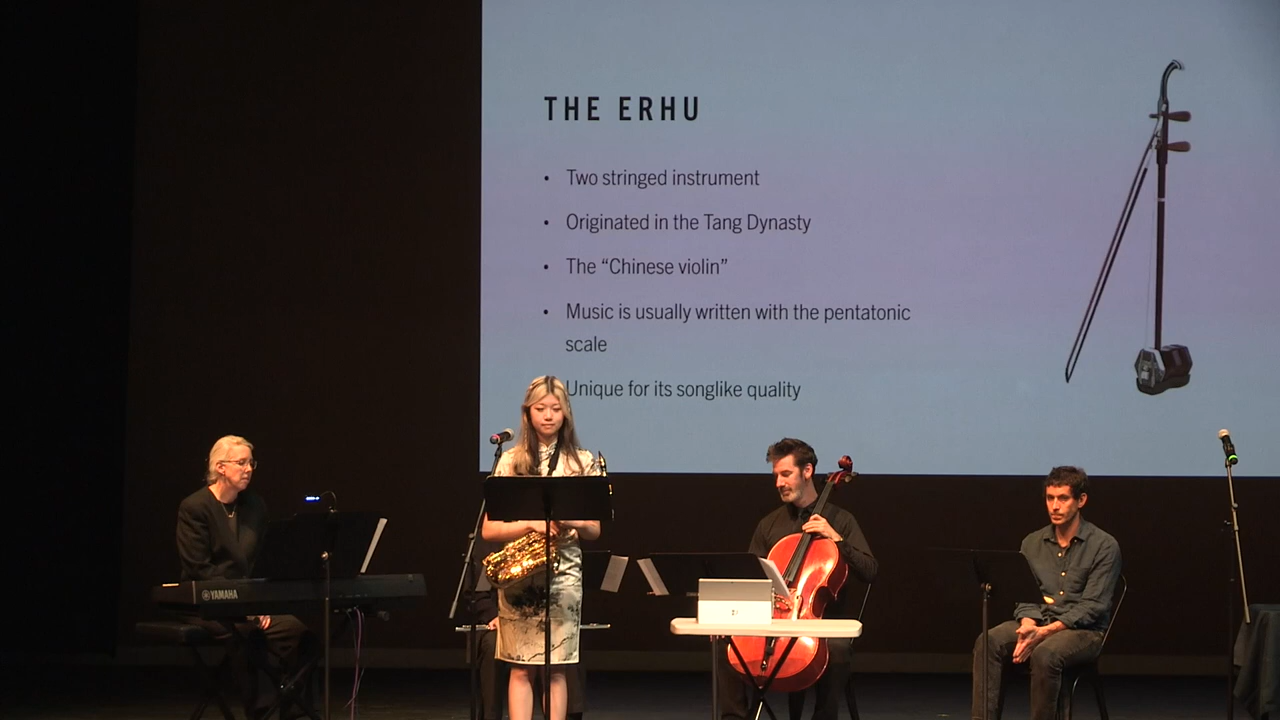 THE ERHU
• Two stringed instrument
• Originated in the Tang Dynasty
• The “Chinese violin”
• Music is usually written with the pentatonic
scale
Unique for its songlike quality
YAMAHA